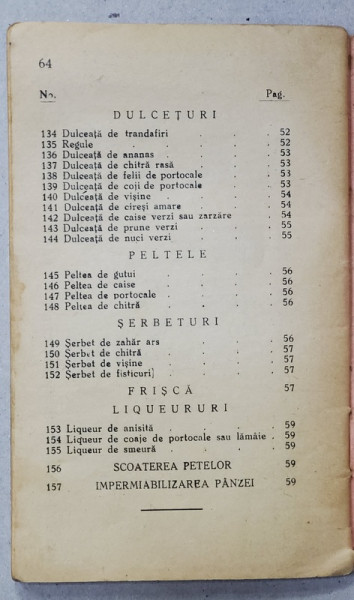 64
No. Pag.
DULCEȚURI
134 Dulceață de trandafiri . . . 52
135 Regule . . . . . 52
136 Dulceață de ananas . . . . 53
137 Dulceață de chitră rasă . . . 53
138 Dulceață de felii de portocale . . 53
139 Dulceață de coji de portocale . . 53
140 Dulceață de vișine . . . . 54
141 Dulceață de cireși amare . . . 54
142 Dulceață de caise verzi sau zarzăre . 54
143 Dulceață de prune verzi . . . 55
144 Dulceață de nuci verzi . . . 55
PELTELE
145 Peltea de gutui . . . . 56
146 Peltea de caise . . . . 56
147 Peltea de portocale . . . . 56
148 Peltea de chitră . . . . 56
ȘERBETURI
149 Șerbet de zahăr ars . . . 56
150 Șerbet de chitră . . . . 57
151 Șerbet de vișine . . . . 57
152 Șerbet de fisticuri . . . . 57
FRIȘCĂ 57
LIQUEURURI
153 Liqueur de anisită . . . . 59
154 Liqueur de coaje de portocale sau lămâie . 59
155 Liqueur de smeură . . . . 59
156 SCOATEREA PETELOR 59
157 IMPERMIABILIZAREA PÂNZEI 59